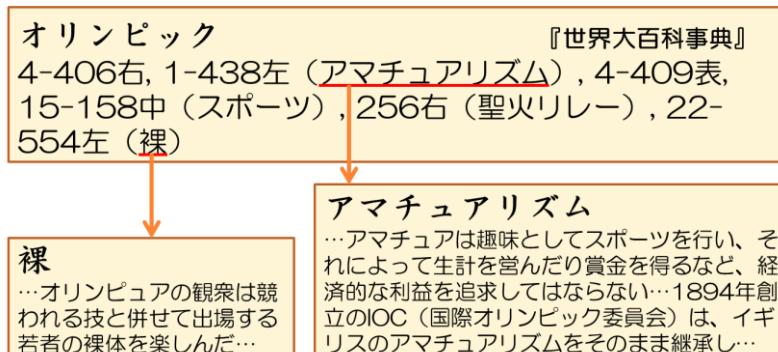 オリンピック 『世界大百科事典』
4-406右, 1-438左（アマチュアリズム）, 4-409表,
15-158中（スポーツ）, 256右（聖火リレー）, 22-
554左（裸）
裸
…オリンピュアの観衆は競
われる技と併せて出場する
若者の裸体を楽しんだ…
アマチュアリズム
…アマチュアは趣味としてスポーツを行い、そ
れによって生計を営んだり賞金を得るなど、経
済的な利益を追求してはならない…1894年創
立のIOC（国際オリンピック委員会）は、イギ
リスのアマチュアリズムをそのまま継承し…